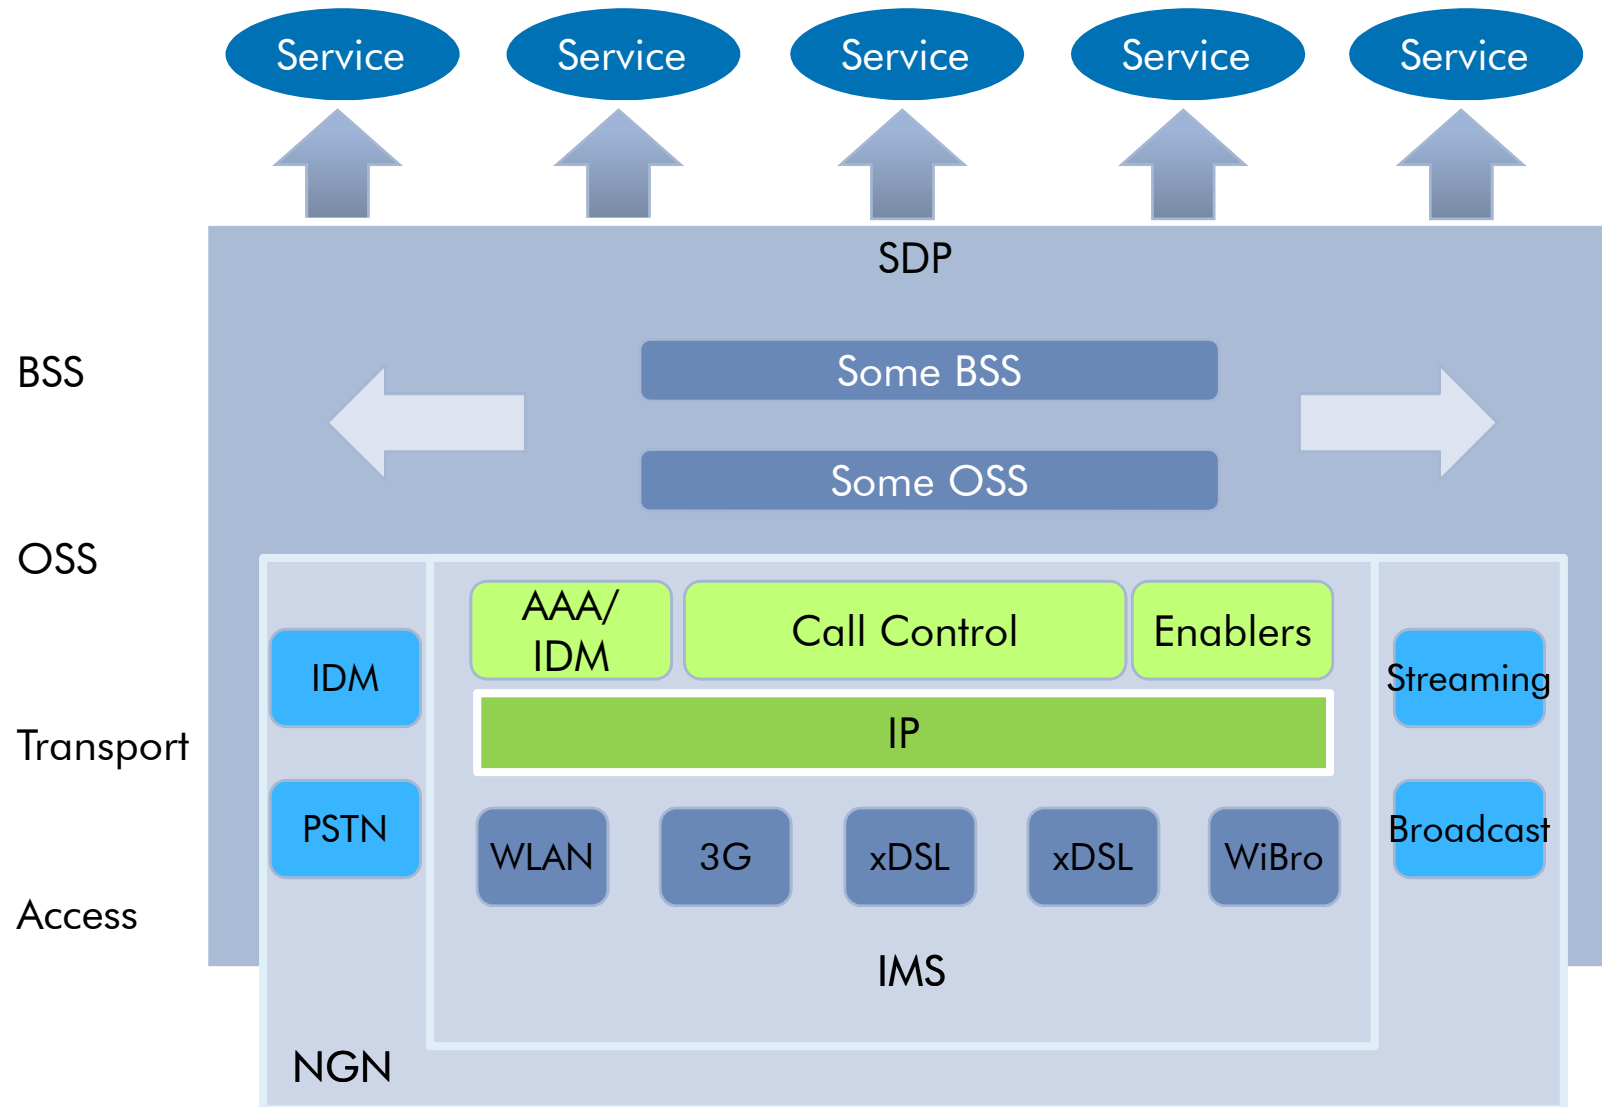 Service
Service
Service
Service
Service
SDP
BSS
Some BSS
Some OSS
OSS
AAA/
IDM
Call Control
Enablers
IDM
Streaming
IP
Transport
PSTN
Broadcast
WLAN
3G
xDSL
xDSL
WiBro
Access
IMS
NGN